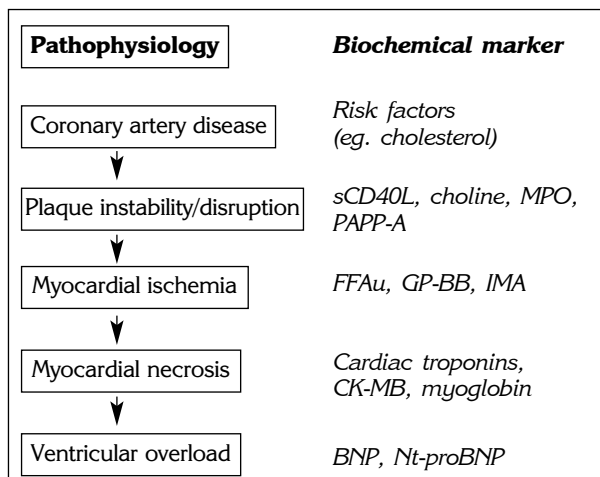 Pathophysiology Biochemical marker
Coronary artery disease Risk factors
(eg. cholesterol)
Plaque instability/disruption sCD40L, choline, MPO,
PAPP-A
Myocardial ischemia FFAu, GP-BB, IMA
Myocardial necrosis Cardiac troponins,
CK-MB, myoglobin
Ventricular overload BNP, Nt-proBNP